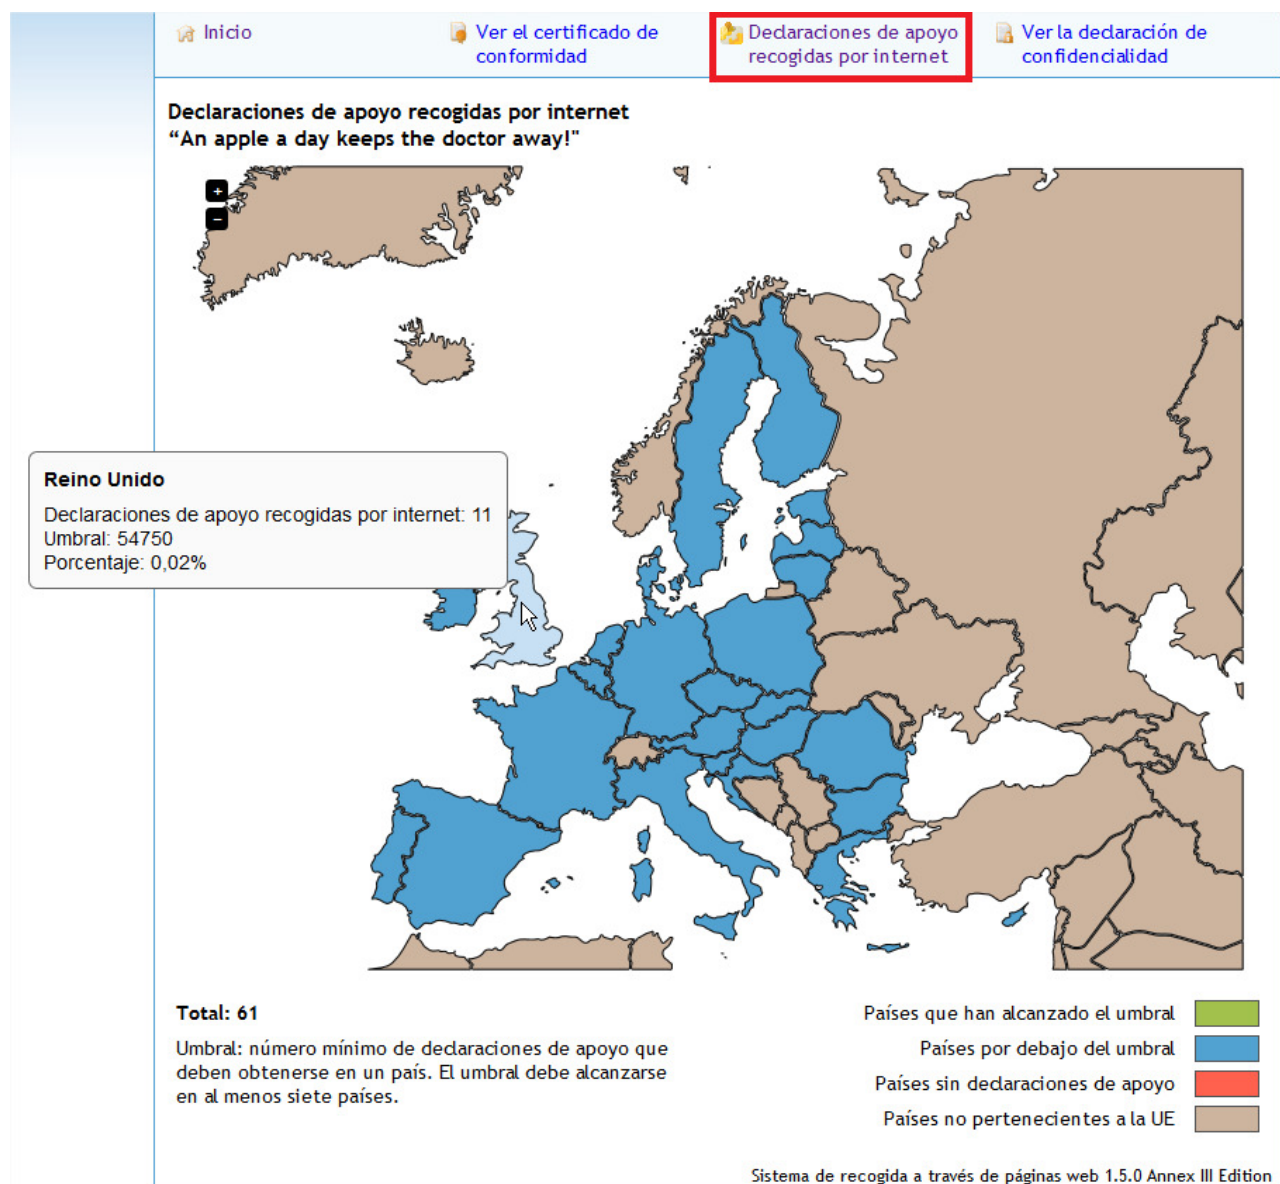 Inicio
Ver el certificado de
conformidad
Declaraciones de apoyo
recogidas por internet
Ver la declaración de
confidencialidad
Declaraciones de apoyo recogidas por internet
“An apple a day keeps the doctor away!"
+
−
Reino Unido
Declaraciones de apoyo recogidas por internet: 11
Umbral: 54750
Porcentaje: 0,02%
Total: 61
Umbral: número mínimo de declaraciones de apoyo que
deben obtenerse en un país. El umbral debe alcanzarse
en al menos siete países.
Países que han alcanzado el umbral
Países por debajo del umbral
Países sin declaraciones de apoyo
Países no pertenecientes a la UE
Sistema de recogida a través de páginas web 1.5.0 Annex III Edition